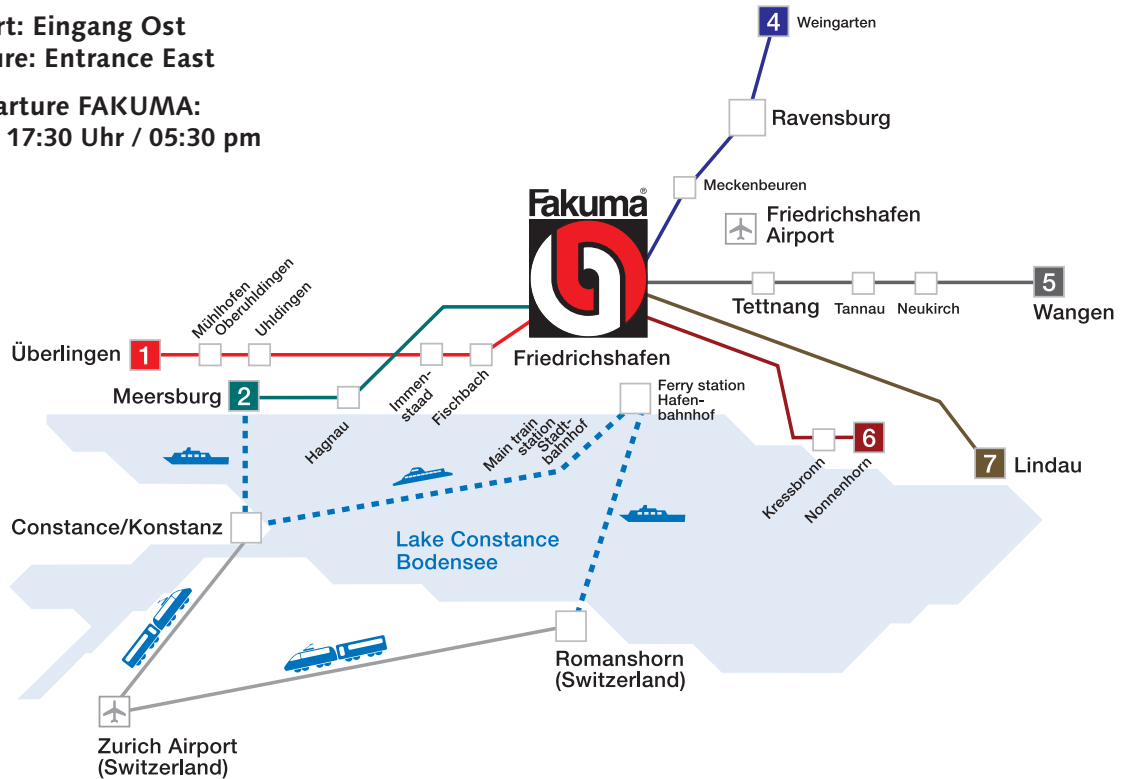 rt: Eingang Ost
ure: Entrance East
arture FAKUMA:
17:30 Uhr / 05:30 pm
4
Weingarten
Ravensburg
Meckenbeuren
Fakuma®
Friedrichshafen
Airport
Mühlhofen
Oberuhldingen
Uhldingen
Tettnang
Tannau
Neukirch
5
Wangen
Überlingen
1
Friedrichshafen
Immen-
staad
Fischbach
Meersburg
2
Hagnau
Ferry station
Hafen-
bahnhof
Main train
station
Stadt-
bahnhof
6
Kressbronn
Nonnenhorn
7
Lindau
Constance/Konstanz
Lake Constance
Bodensee
Romanshorn
(Switzerland)
Zurich Airport
(Switzerland)